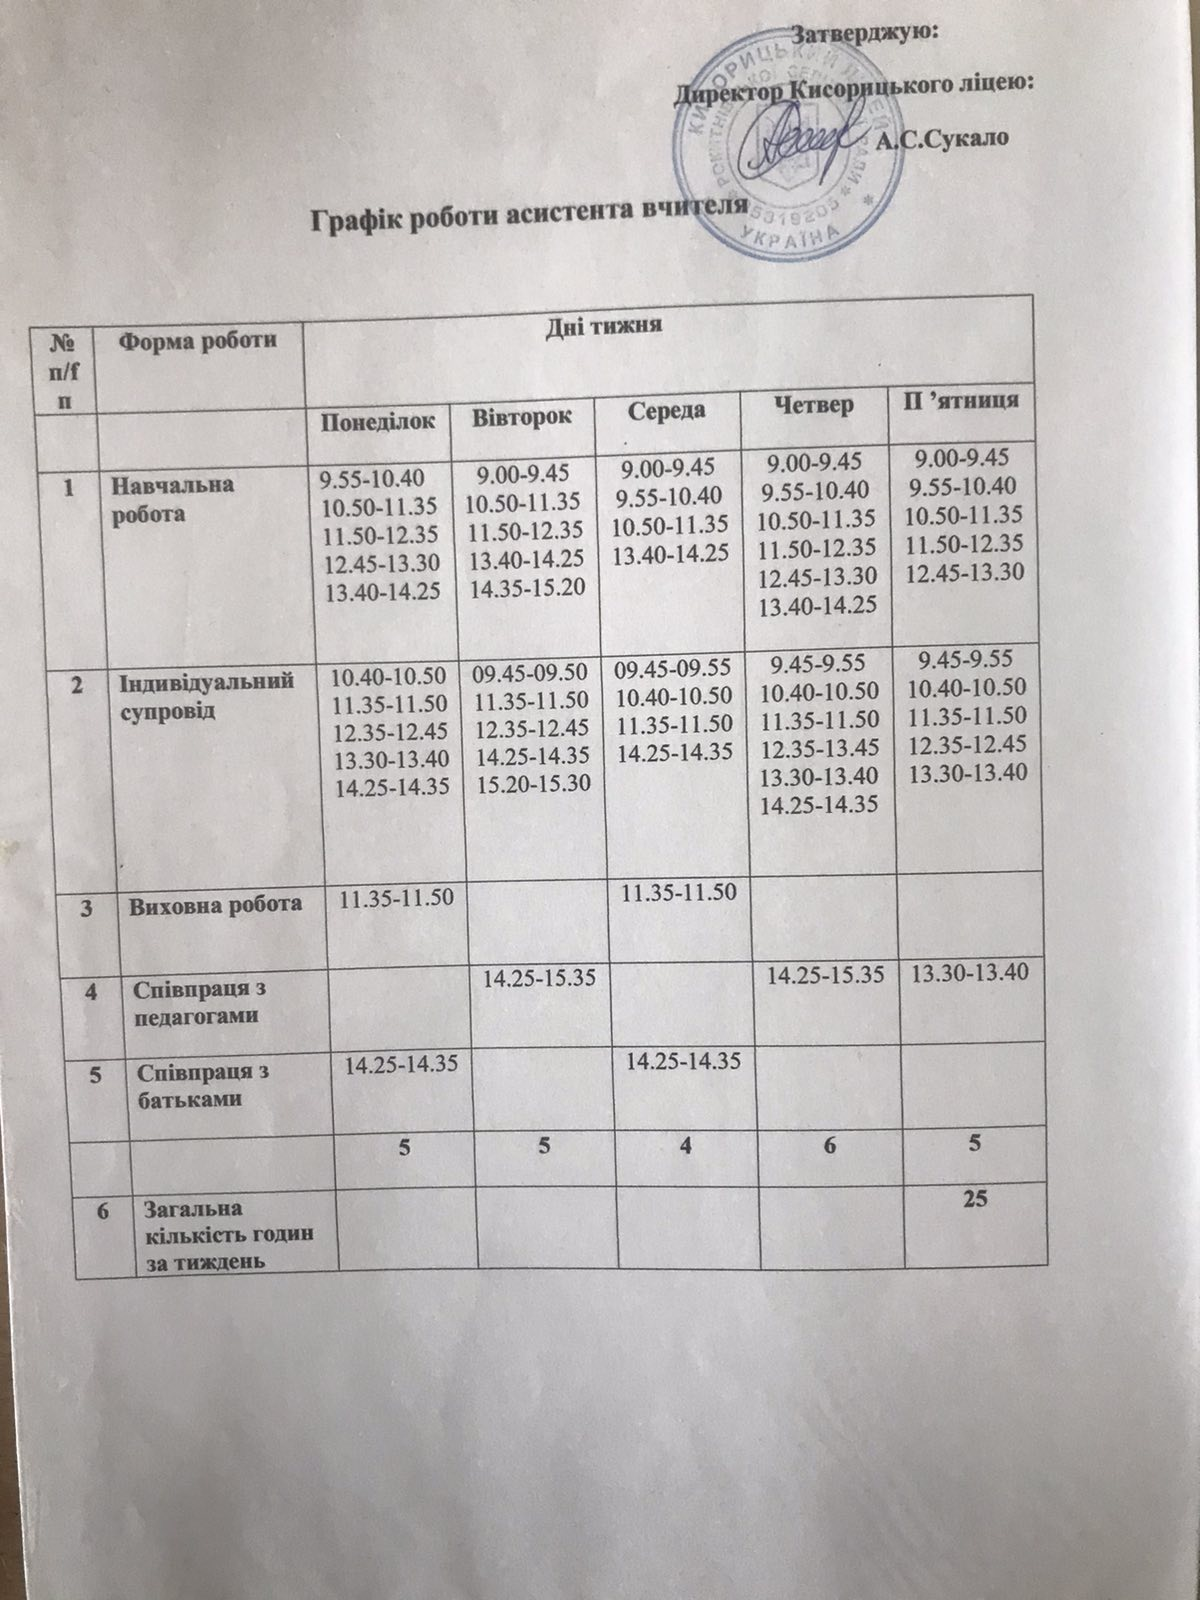 Затверджую:
Директор Кисорицького ліцею:
А.С.Сукало
УКРАЇНА
Графік роботи асистента вчителя
№ п/f п
Форма роботи
Дні тижня
Понеділок Вівторок Середа Четвер П ’ятниця
1 Навчальна робота
9.55-10.40 9.00-9.45 9.00-9.45 9.00-9.45 9.00-9.45
10.50-11.35 10.50-11.35 9.55-10.40 9.55-10.40 9.55-10.40
11.50-12.35 11.50-12.35 10.50-11.35 10.50-11.35 10.50-11.35
12.45-13.30 13.40-14.25 13.40-14.25 11.50-12.35 11.50-12.35
13.40-14.25 14.35-15.20 12.45-13.30 12.45-13.30
13.40-14.25
2 Індивідуальний супровід
10.40-10.50 09.45-09.50 09.45-09.55 9.45-9.55 9.45-9.55
11.35-11.50 11.35-11.50 10.40-10.50 10.40-10.50 10.40-10.50
12.35-12.45 12.35-12.45 11.35-11.50 11.35-11.50 11.35-11.50
13.30-13.40 14.25-14.35 14.25-14.35 12.35-13.45 12.35-12.45
14.25-14.35 15.20-15.30 13.30-13.40 13.30-13.40
14.25-14.35
3 Виховна робота 11.35-11.50 11.35-11.50
4 Співпраця з педагогами 14.25-15.35 14.25-15.35 13.30-13.40
5 Співпраця з батьками 14.25-14.35 14.25-14.35
5 5 4 6 5
6 Загальна кількість годин за тиждень 25